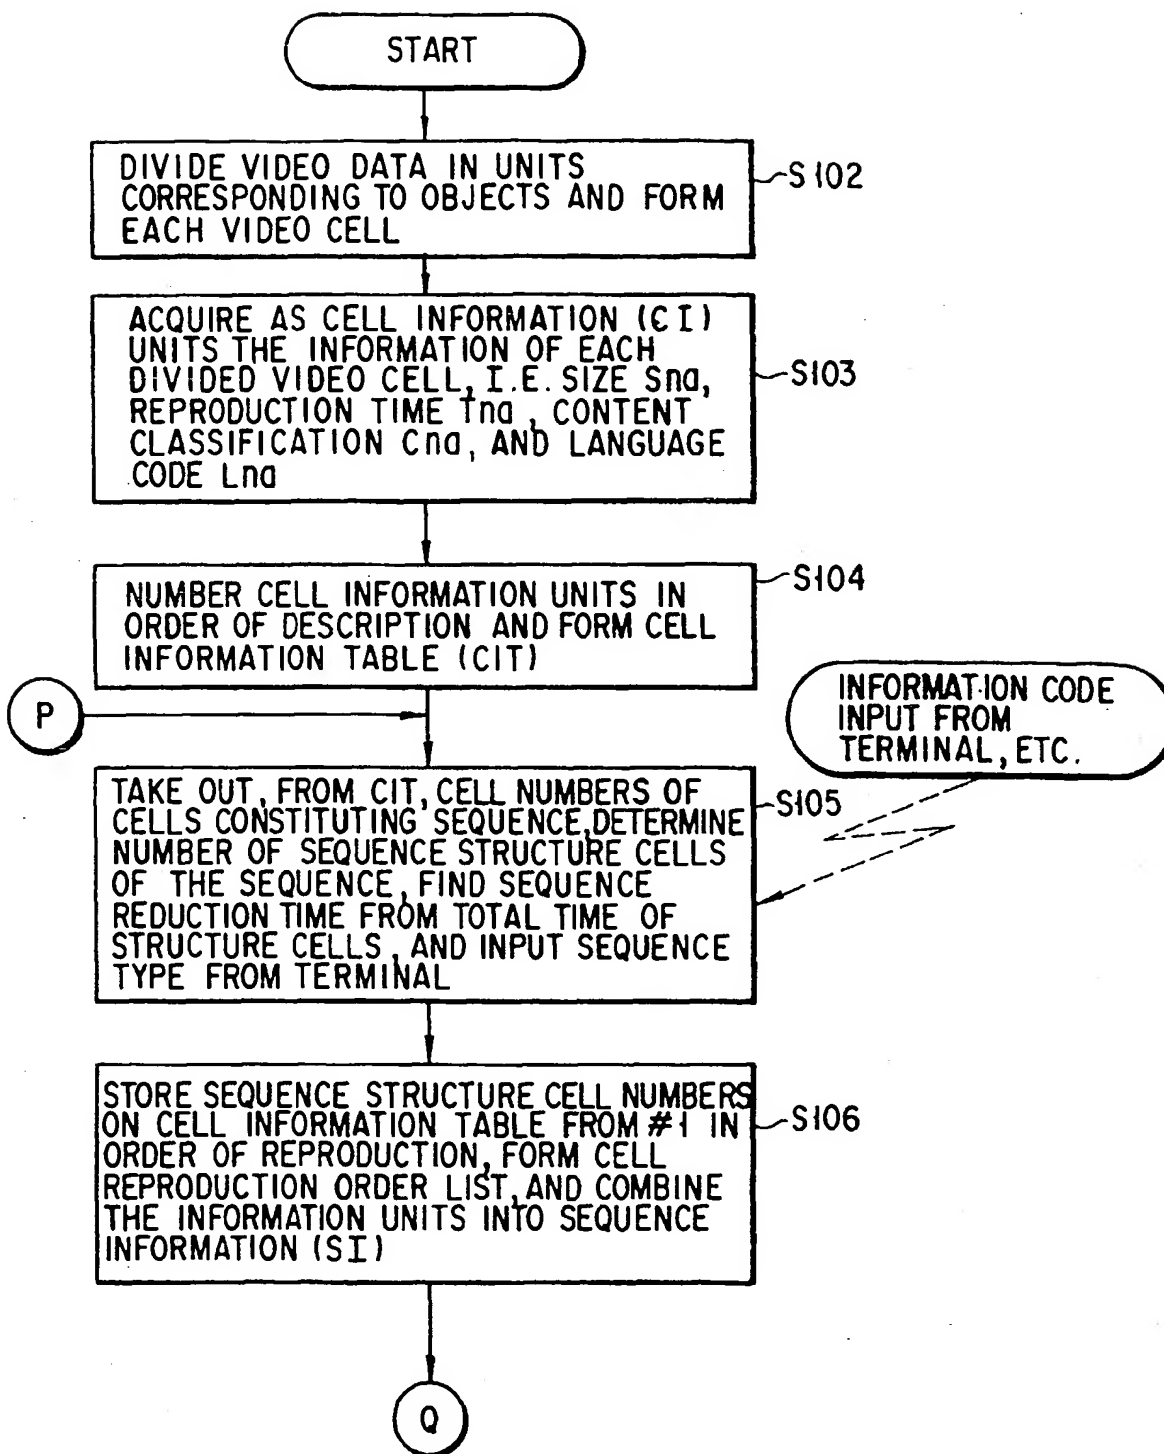 START
DIVIDE VIDEO DATA IN UNITS
CORRESPONDING TO OBJECTS AND FORM
EACH VIDEO CELL
S102
ACQUIRE AS CELL INFORMATION (CI)
UNITS THE INFORMATION OF EACH
DIVIDED VIDEO CELL, I.E. SIZE Sna,
REPRODUCTION TIME Tna, CONTENT
CLASSIFICATION Cna, AND LANGUAGE
CODE Lna
S103
NUMBER CELL INFORMATION UNITS IN
ORDER OF DESCRIPTION AND FORM CELL
INFORMATION TABLE (CIT)
S104
P
INFORMATION CODE
INPUT FROM
TERMINAL, ETC.
TAKE OUT, FROM CIT, CELL NUMBERS OF
CELLS CONSTITUTING SEQUENCE, DETERMINE
NUMBER OF SEQUENCE STRUCTURE CELLS
OF THE SEQUENCE, FIND SEQUENCE
REDUCTION TIME FROM TOTAL TIME OF
STRUCTURE CELLS, AND INPUT SEQUENCE
TYPE FROM TERMINAL
S105
STORE SEQUENCE STRUCTURE CELL NUMBERS
ON CELL INFORMATION TABLE FROM #1 IN
ORDER OF REPRODUCTION, FORM CELL
REPRODUCTION ORDER LIST, AND COMBINE
THE INFORMATION UNITS INTO SEQUENCE
INFORMATION (SI)
S106
Q